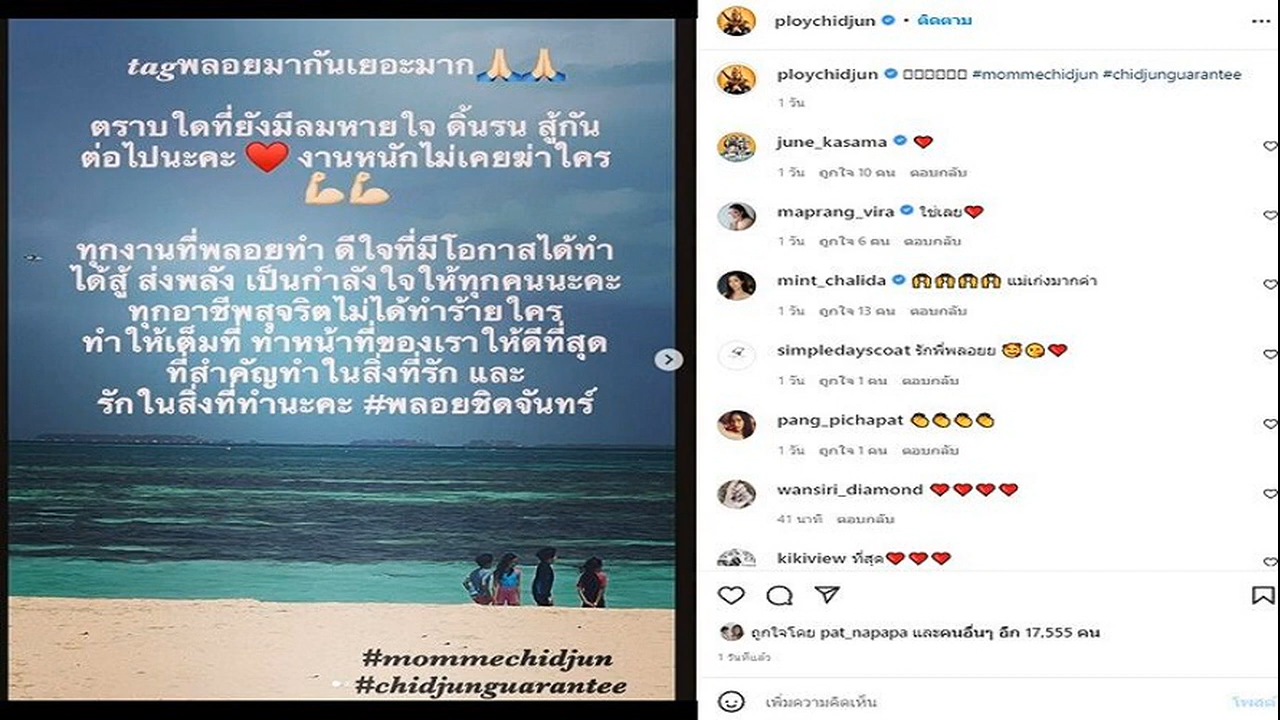 tagพลอยมากันเยอะมาก🙏🙏
ตราบใดที่ยังมีลมหายใจ ดิ้นรน สู้กัน
ต่อไปนะคะ ❤️ งานหนักไม่เคยฆ่าใคร
💪💪
ทุกงานที่พลอยทำ ดีใจที่มีโอกาสได้ทำ
ได้สู้ ส่งพลัง เป็นกำลังใจให้ทุกคนนะคะ
ทุกอาชีพสุจริตไม่ได้ทำร้ายใคร
ทำให้เต็มที่ ทำหน้าที่ของเราให้ดีที่สุด
ที่สำคัญทำในสิ่งที่รัก และ
รักในสิ่งที่ทำนะคะ #พลอยชิดจันทร์
#mommechidjun
#chidjunguarantee
ploychidjun • ติดตาม
ploychidjun #mommechidjun #chidjunguarantee
1 วัน
june_kasama ❤️
1 วัน ถูกใจ 10 คน ตอบกลับ
maprang_vira ใช่เลย❤️
1 วัน ถูกใจ 6 คน ตอบกลับ
mint_chalida 😱😱😱😱 แม่เก่งมากค่า
1 วัน ถูกใจ 13 คน ตอบกลับ
simpledayscoat รักพี่พลอยย 🥰😘❤️
1 วัน ถูกใจ 1 คน ตอบกลับ
pang_pichapat 👏👏👏👏
1 วัน ถูกใจ 1 คน ตอบกลับ
wansiri_diamond ❤️❤️❤️❤️
41 นาที ตอบกลับ
kikiview ที่สุด❤️❤️❤️
ถูกใจโดย pat_napapa และคนอื่นๆ อีก 17,555 คน
1 วันที่แล้ว
เพิ่มความคิดเห็น
โพสต์